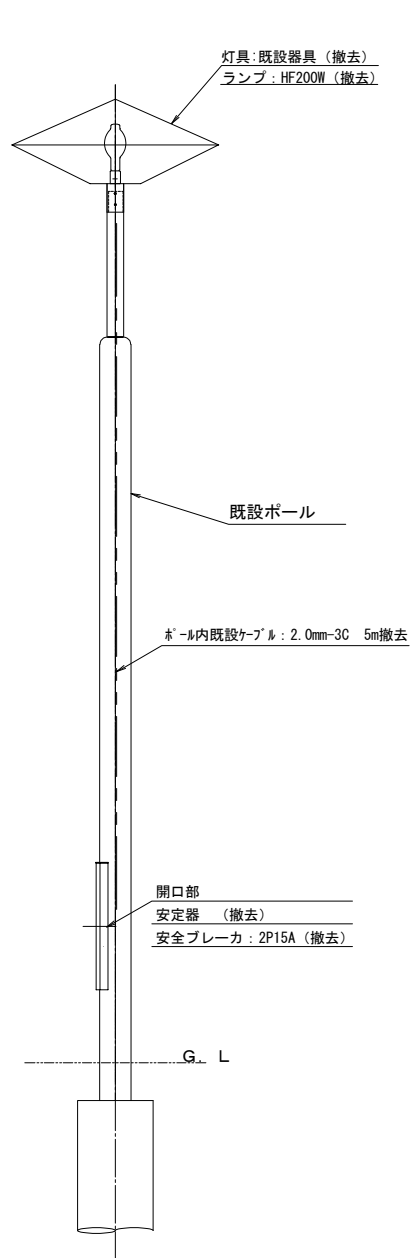 灯具:既設器具（撤去）
ランプ：HF200W（撤去）
既設ポール
ﾎﾟｰﾙ内既設ｹｰﾌﾞﾙ：2.0mm-3C　5m撤去
開口部
安定器　（撤去）
安全ブレーカ：2P15A（撤去）
Ｇ．Ｌ